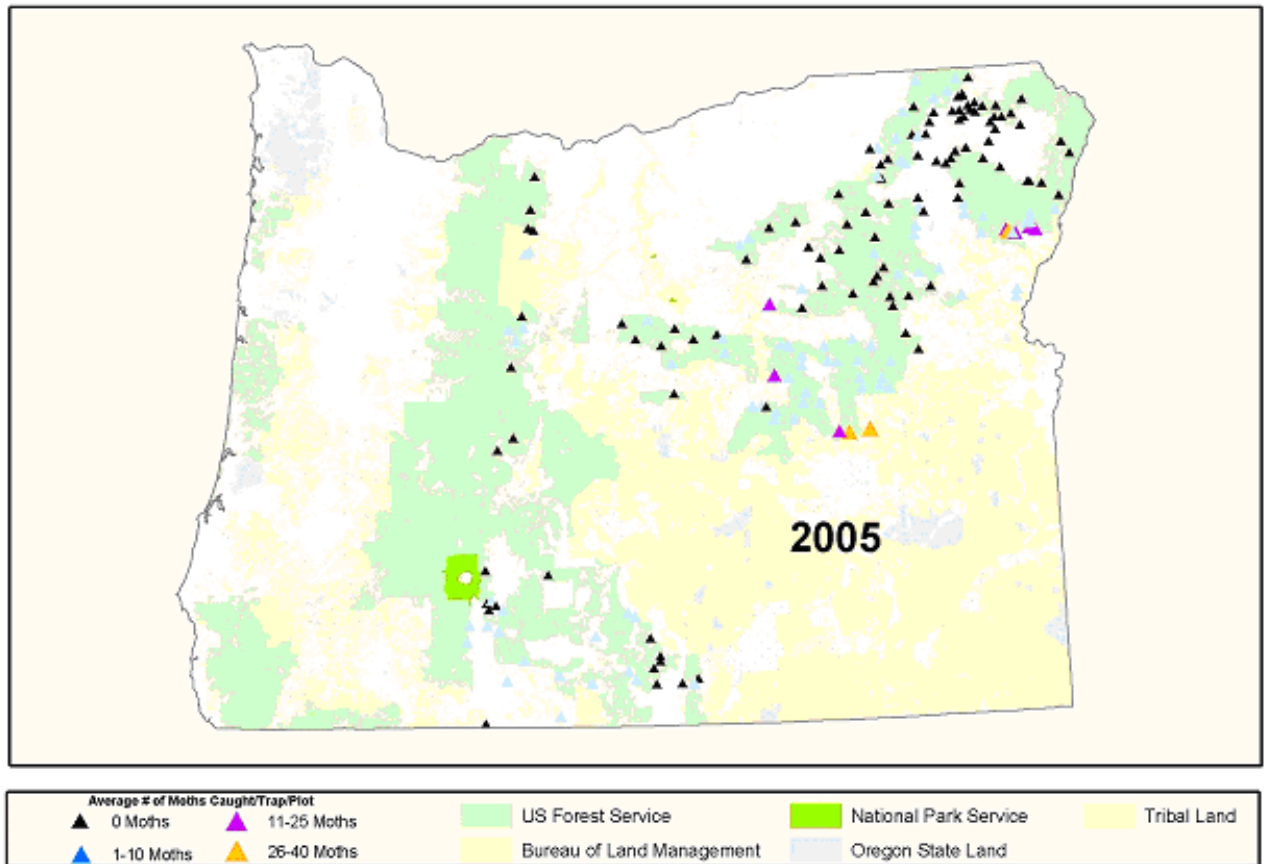 2005
Average # of Moths Caught/Trap/Plot
0 Moths
11-25 Moths
US Forest Service
National Park Service
Tribal Land
1-10 Moths
26-40 Moths
Bureau of Land Management
Oregon State Land